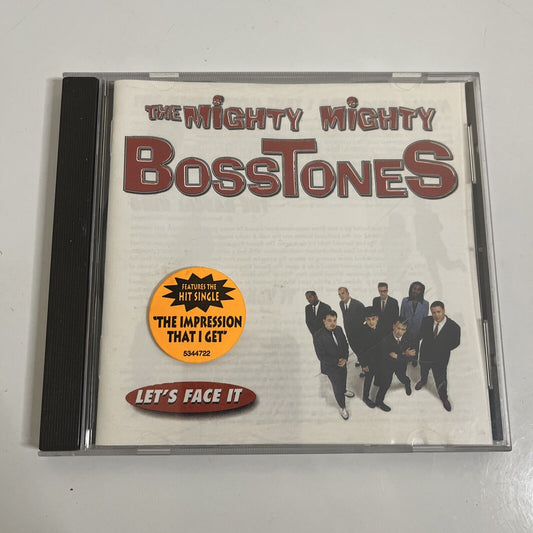 THE MiGHTY MiGHTY
BOSSTONES
FEATURES THE
HIT SINGLE
"THE IMPRESSION
THAT I GET"
5344722
LET'S FACE IT